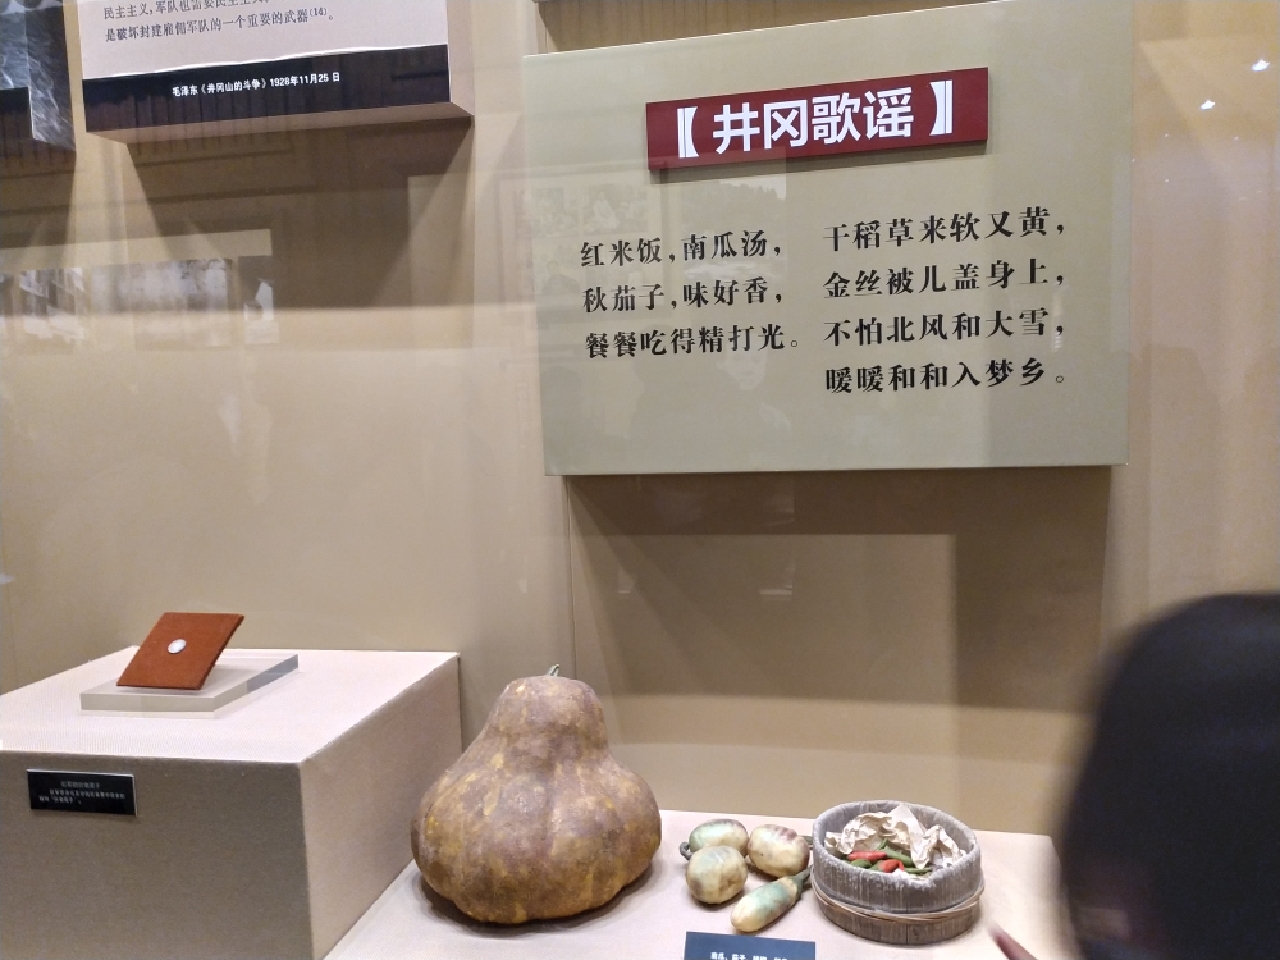 民主主义，军队也需要民主主义。
是破坏封建雇佣军队的一个重要的武器〔14〕。
毛泽东《井冈山的斗争》1928年11月25日
【井冈歌谣】
红米饭，南瓜汤，
秋茄子，味好香，
餐餐吃得精打光。
干稻草来软又黄，
金丝被儿盖身上，
不怕北风和大雪，
暖暖和和入梦乡。